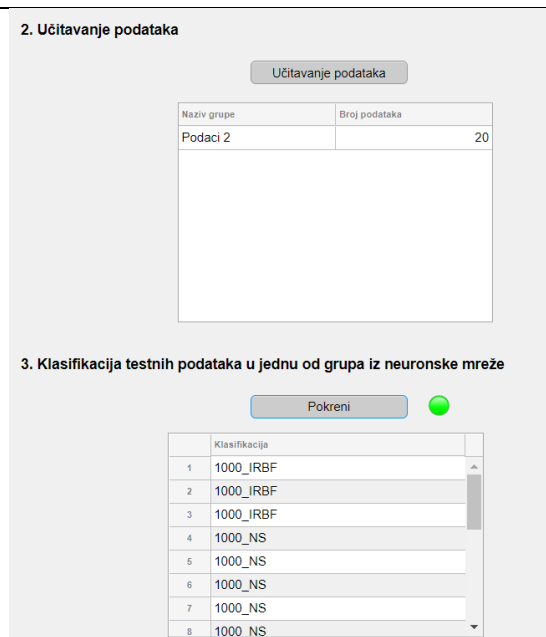 2. Učitavanje podataka
Učitavanje podataka
Naziv grupe Broj podataka
Podaci 2 20
3. Klasifikacija testnih podataka u jednu od grupa iz neuronske mreže
Pokreni
Klasifikacija
1 1000_IRBF
2 1000_IRBF
3 1000_IRBF
4 1000_NS
5 1000_NS
6 1000_NS
7 1000_NS
8 1000_NS